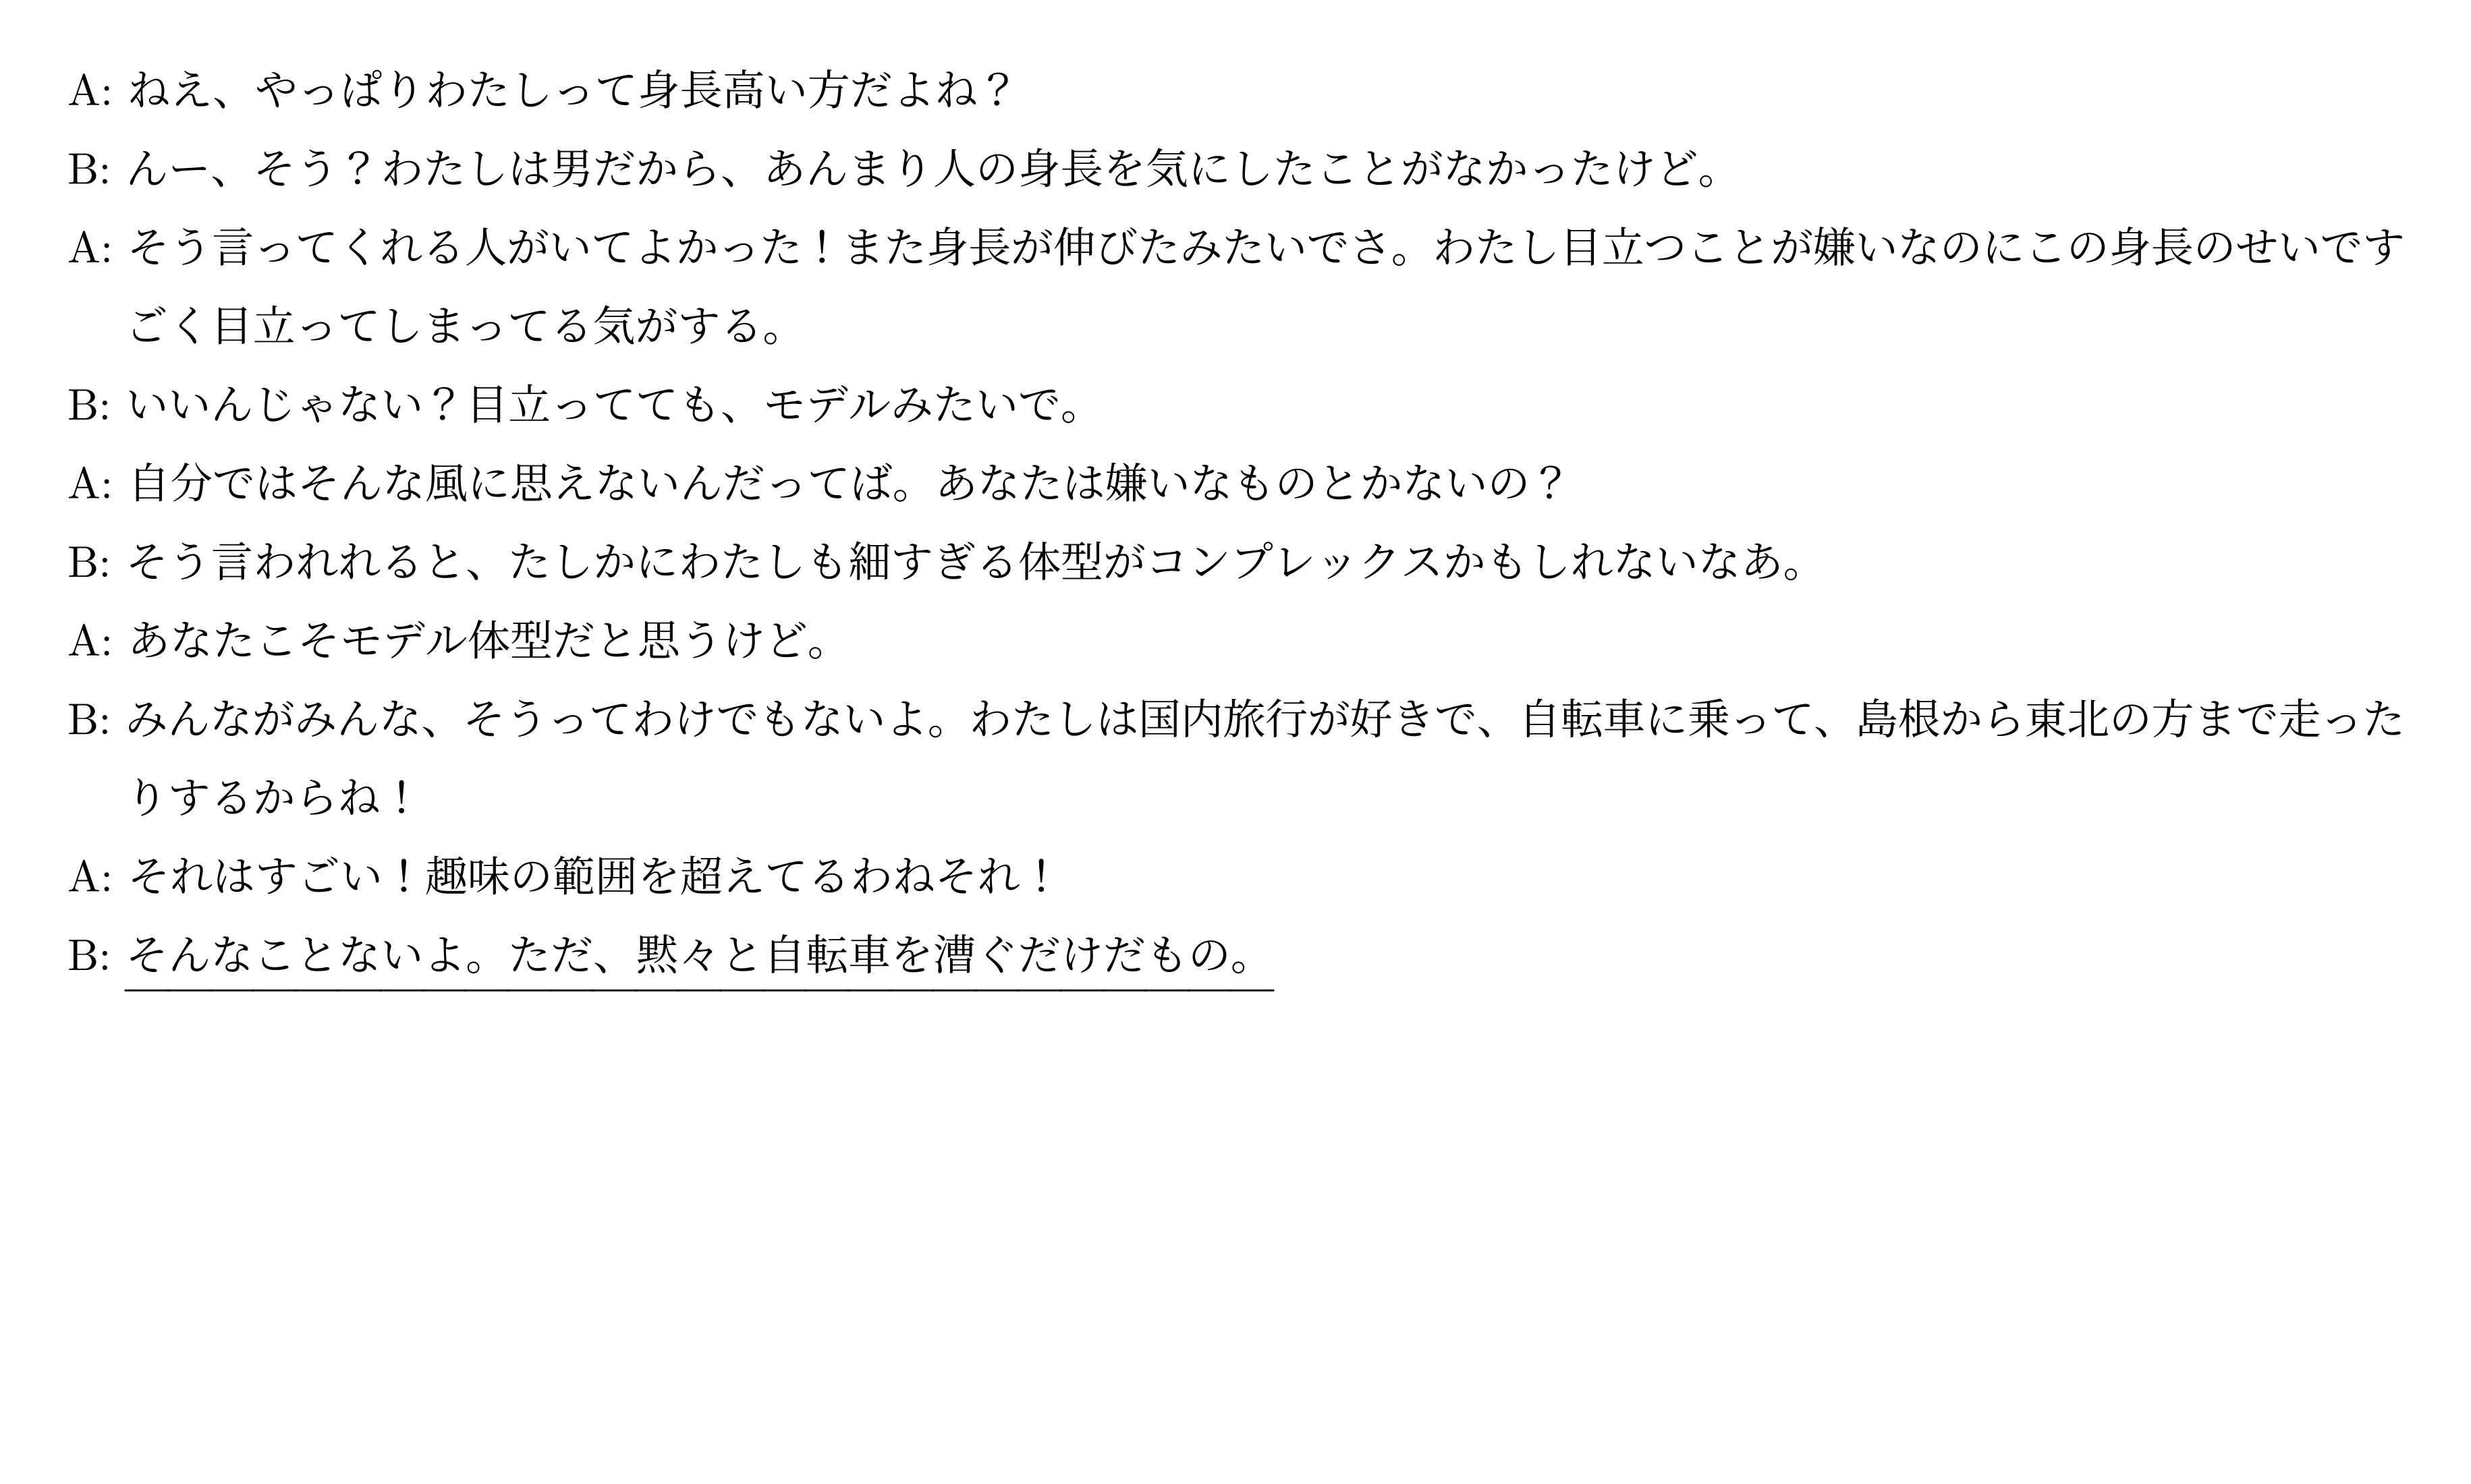 A: ねえ、やっぱりわたしって身長高い方だよね？
B: んー、そう？わたしは男だから、あんまり人の身長を気にしたことがなかったけど。
A: そう言ってくれる人がいてよかった！また身長が伸びたみたいでさ。わたし目立つことが嫌いなのにこの身長のせいです
ごく目立ってしまってる気がする。
B: いいんじゃない？目立ってても、モデルみたいで。
A: 自分ではそんな風に思えないんだってば。あなたは嫌いなものとかないの？
B: そう言われれると、たしかにわたしも細すぎる体型がコンプレックスかもしれないなあ。
A: あなたこそモデル体型だと思うけど。
B: みんながみんな、そうってわけでもないよ。わたしは国内旅行が好きで、自転車に乗って、島根から東北の方まで走った
りするからね！
A: それはすごい！趣味の範囲を超えてるわねそれ！
B: そんなことないよ。ただ、黙々と自転車を漕ぐだけだもの。